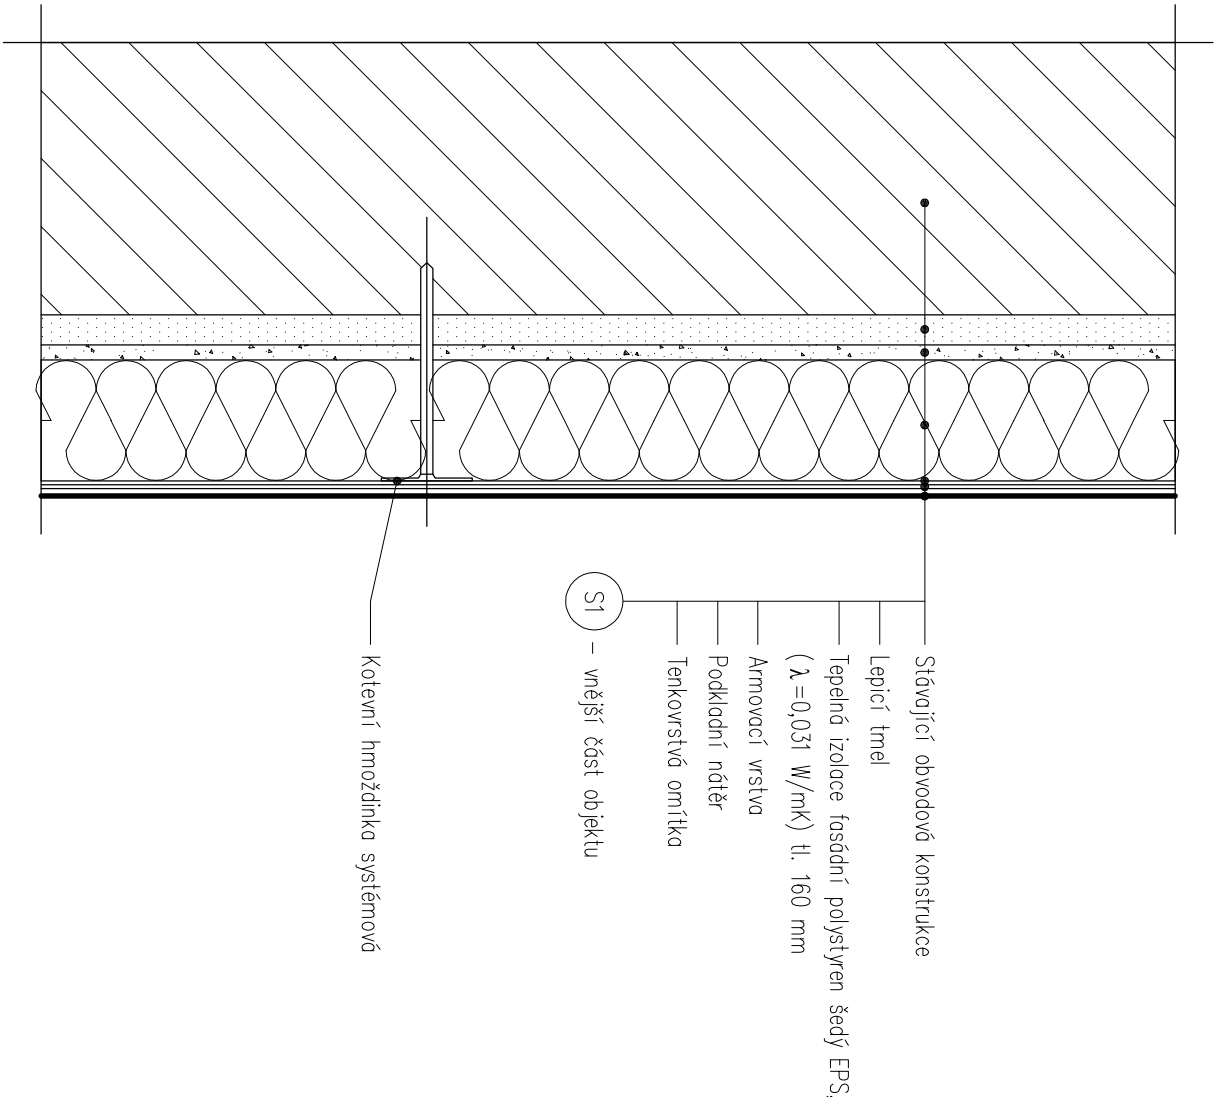 Stávající obvodová konstrukce
Lepicí tmel
Tepelná izolace fasádní polystyren šedý EPS,
(λ=0,031 W/mK) tl. 160 mm
Armovací vrstva
Podkladní nátěr
Tenkovrstvá omítka
S1 - vnější část objektu
Kotevní hmoždinka systémová